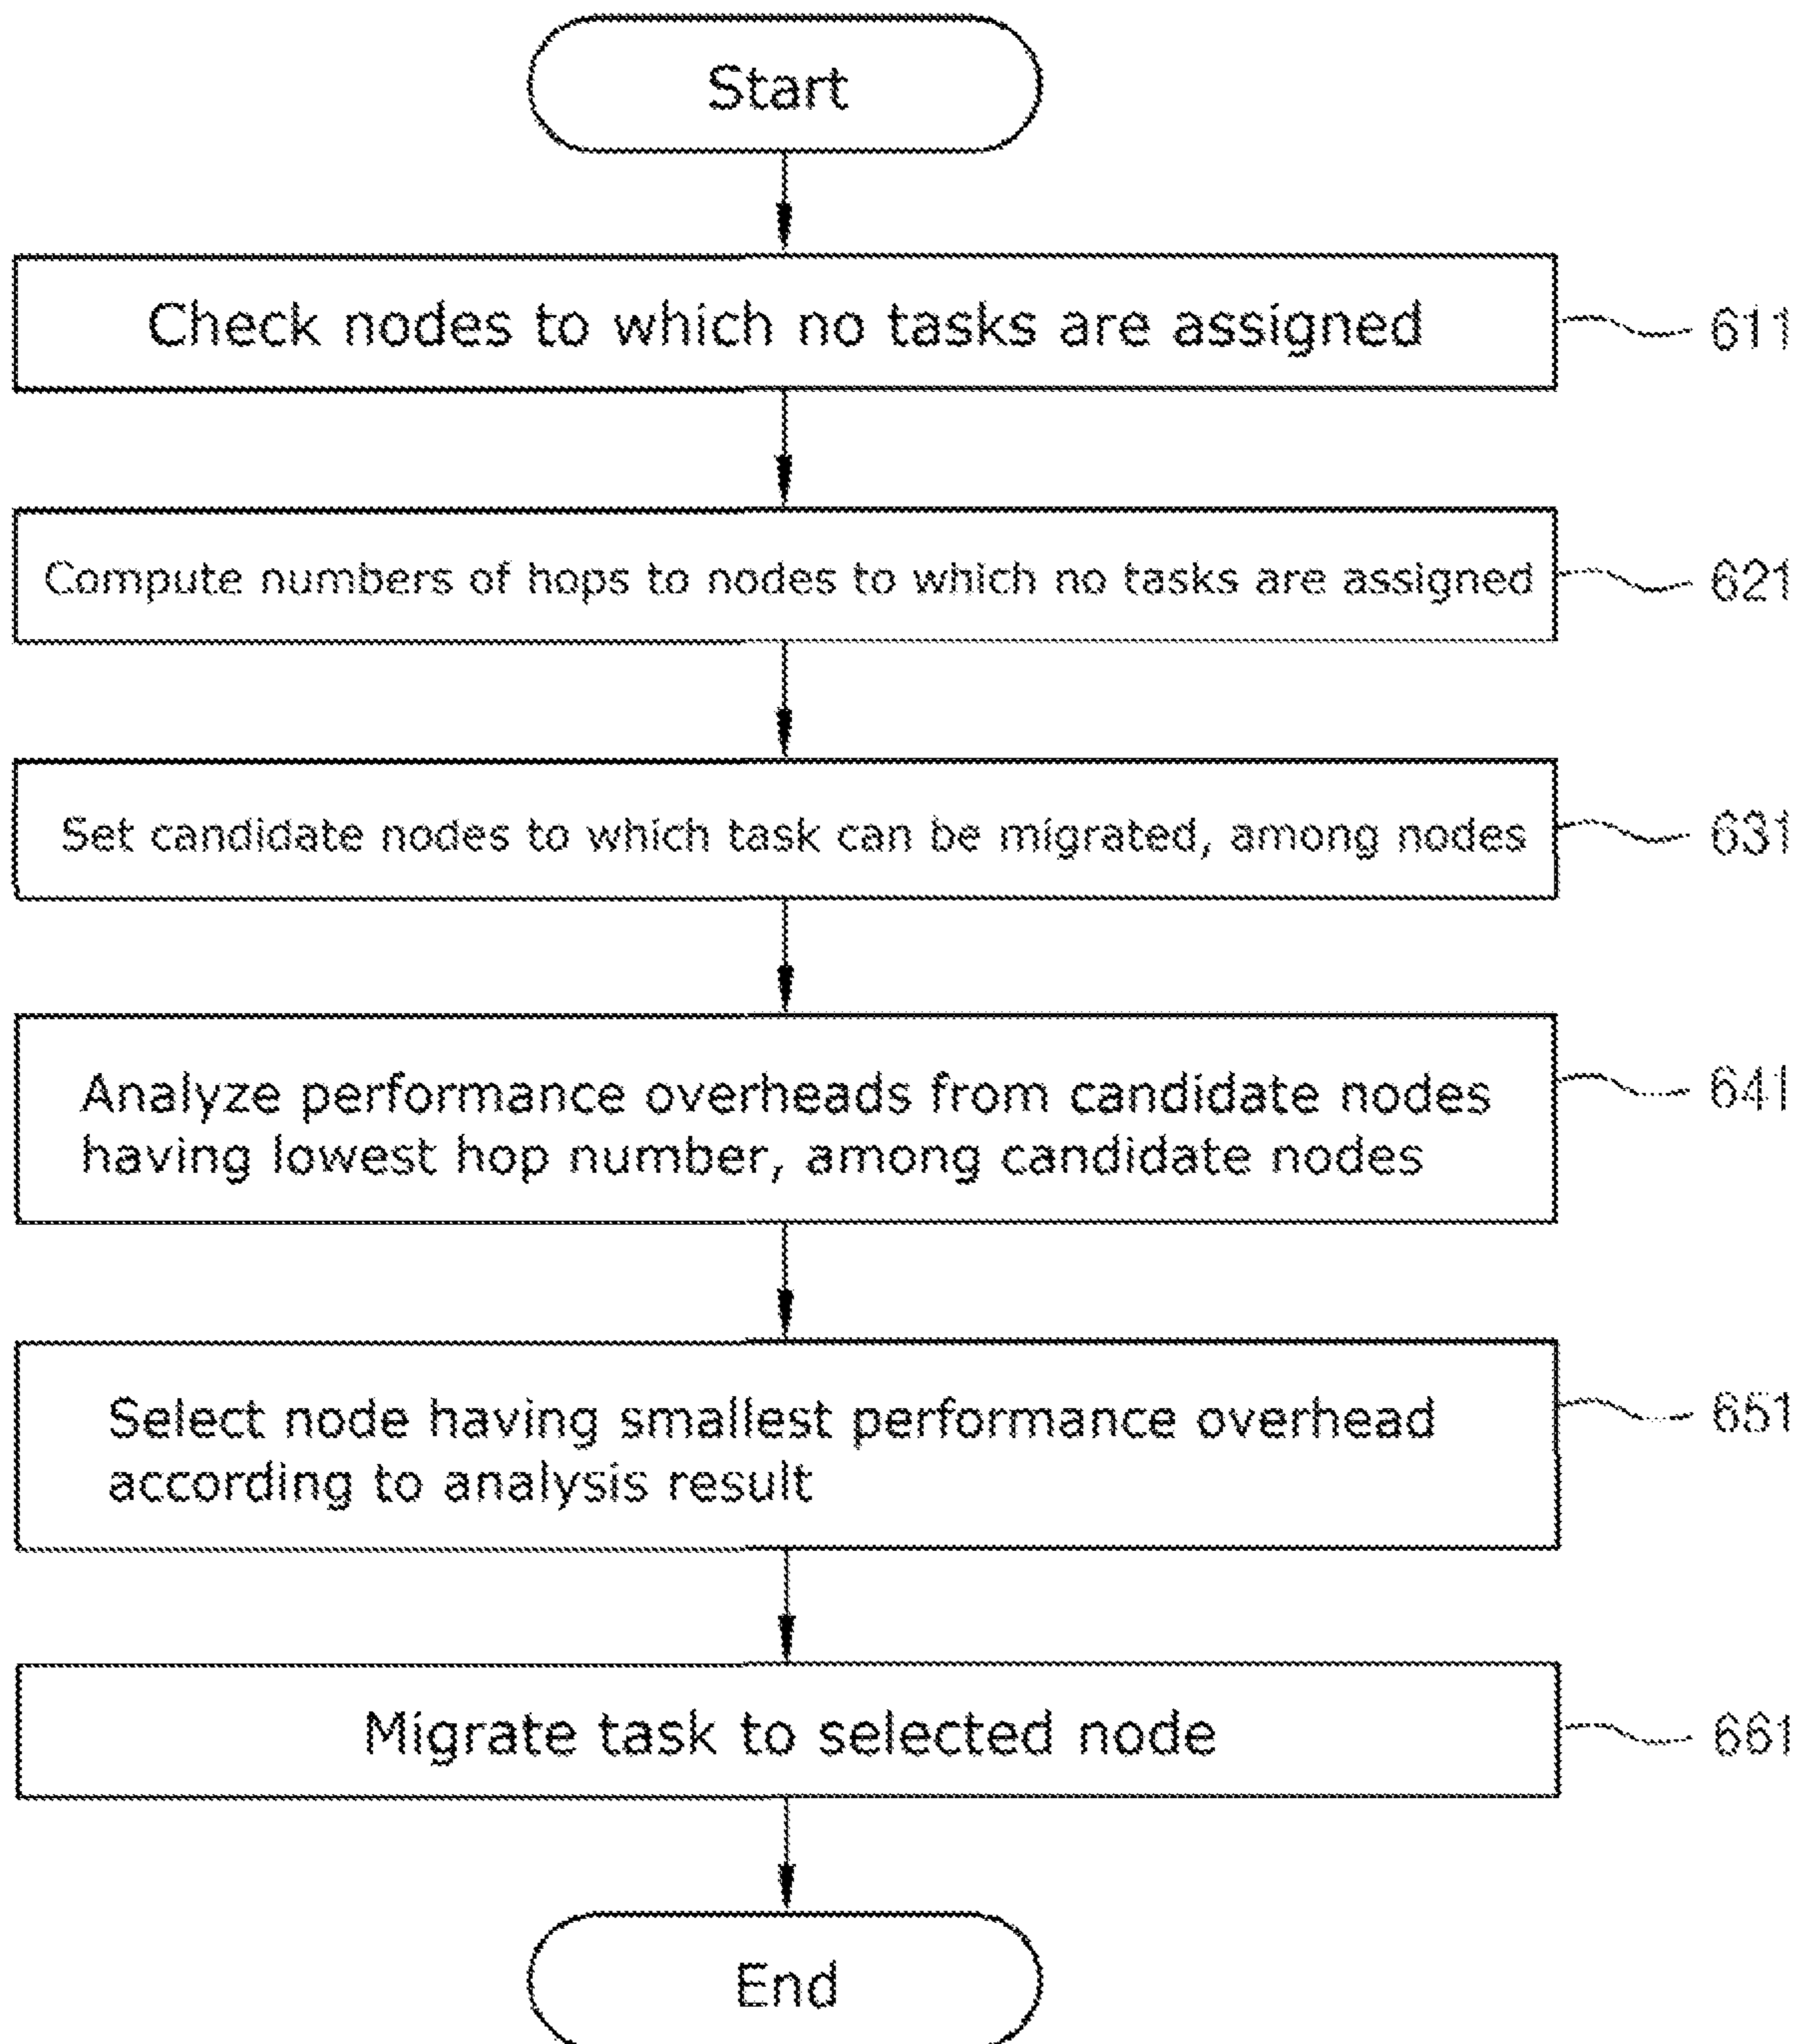 Start
Check nodes to which no tasks are assigned
611
Compute numbers of hops to nodes to which no tasks are assigned
621
Set candidate nodes to which task can be migrated, among nodes
631
Analyze performance overheads from candidate nodes
having lowest hop number, among candidate nodes
641
Select node having smallest performance overhead
according to analysis result
651
Migrate task to selected node
661
End